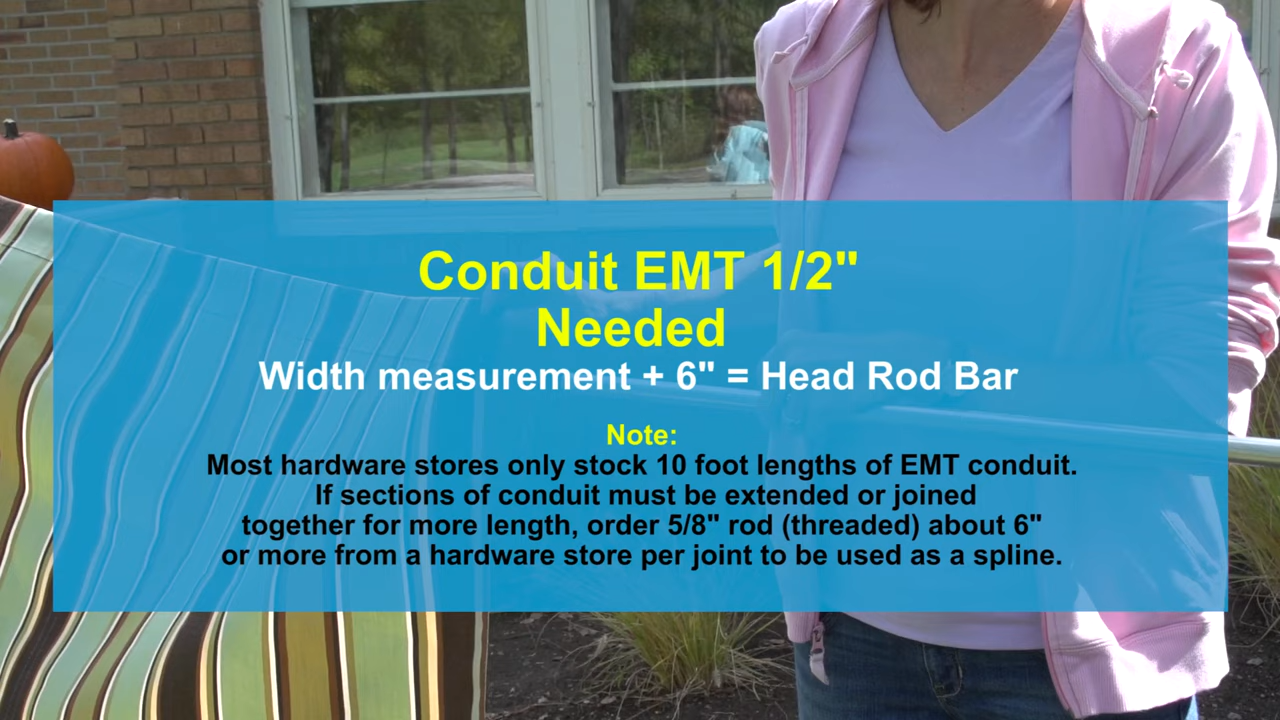 Conduit EMT 1/2"
Needed
Width measurement + 6" = Head Rod Bar
Note:
Most hardware stores only stock 10 foot lengths of EMT conduit.
If sections of conduit must be extended or joined
together for more length, order 5/8" rod (threaded) about 6"
or more from a hardware store per joint to be used as a spline.